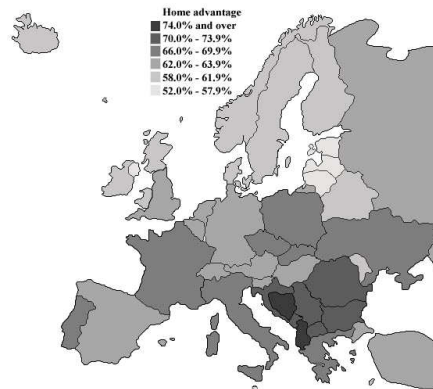 Home advantage
74.0% and over
70.0% - 73.9%
66.0% - 69.9%
62.0% - 63.9%
58.0% - 61.9%
52.0% - 57.9%